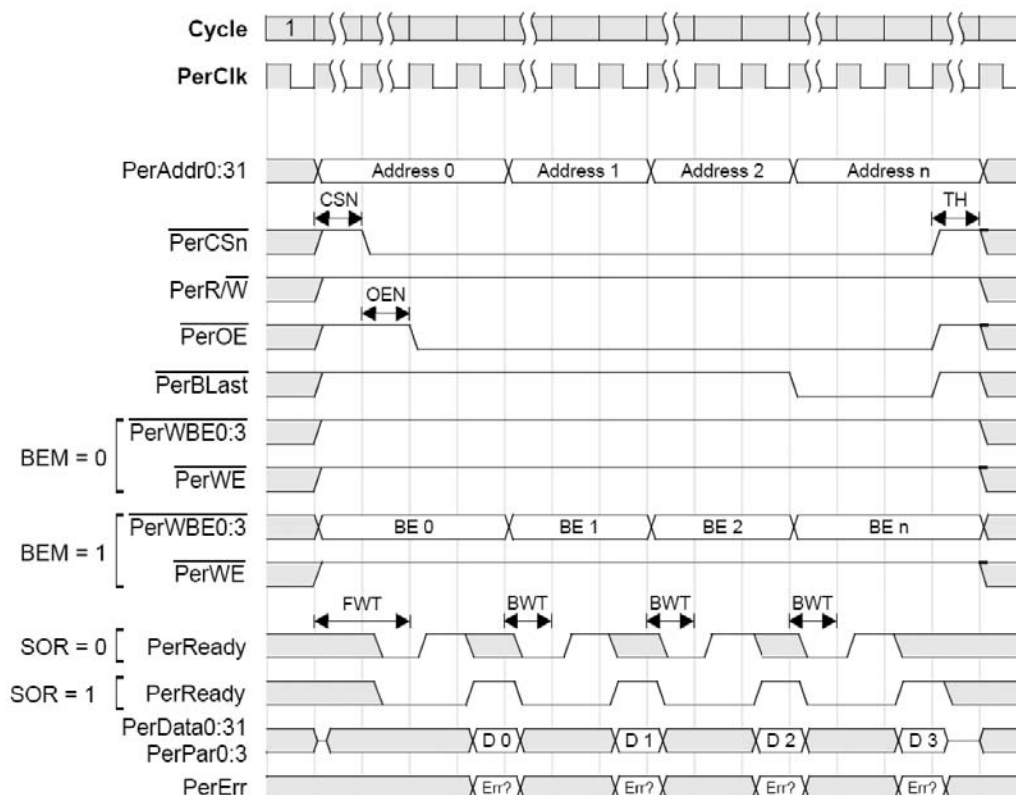 Cycle 1
PerClk
PerAddr0:31 Address 0 Address 1 Address 2 Address n
CSN TH
PerCSn
PerR/W
OEN
PerOE
PerBLast
PerWBE0:3
BEM = 0
PerWE
PerWBE0:3 BE 0 BE 1 BE 2 BE n
BEM = 1
PerWE
FWT BWT BWT BWT
SOR = 0 PerReady
SOR = 1 PerReady
PerData0:31
D 0 D 1 D 2 D 3
PerPar0:3
PerErr Err? Err? Err? Err?